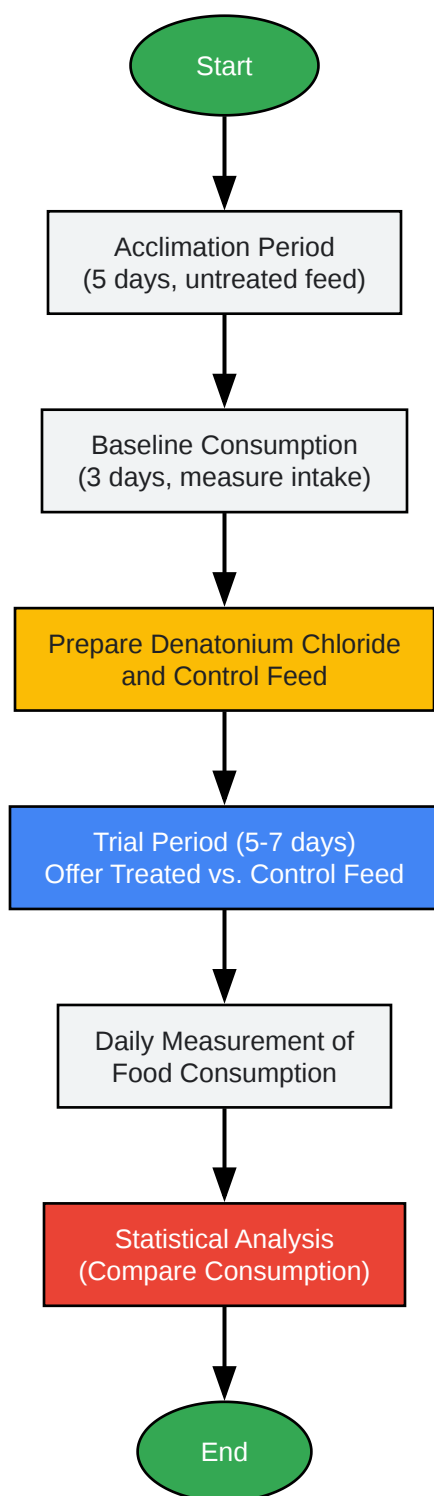 Start
Acclimation Period
(5 days, untreated feed)
Baseline Consumption
(3 days, measure intake)
Prepare Denatonium Chloride
and Control Feed
Trial Period (5-7 days)
Offer Treated vs. Control Feed
Daily Measurement of
Food Consumption
Statistical Analysis
(Compare Consumption)
End